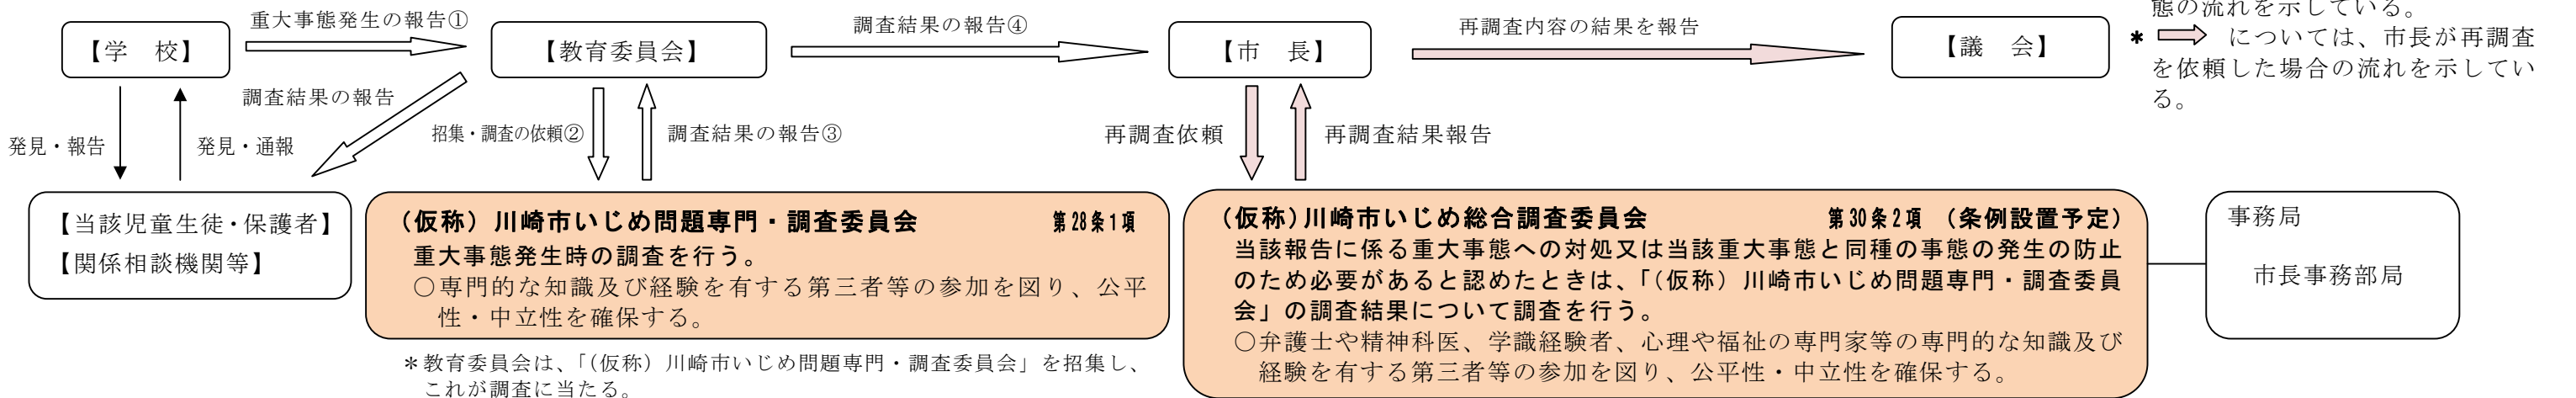 重大事態発生の報告①
調査結果の報告④
再調査内容の結果を報告
態の流れを示している。
【学　校】
【教育委員会】
【市　長】
【議　会】
＊　　については、市長が再調査
を依頼した場合の流れを示してい
る。
調査結果の報告
発見・報告
発見・通報
招集・調査の依頼②
調査結果の報告③
再調査依頼
再調査結果報告
【当該児童生徒・保護者】
【関係相談機関等】
（仮称）川崎市いじめ問題専門・調査委員会　第28条1項
重大事態発生時の調査を行う。
○専門的な知識及び経験を有する第三者等の参加を図り、公平
性・中立性を確保する。
＊教育委員会は、「（仮称）川崎市いじめ問題専門・調査委員会」を招集し、
これが調査に当たる。
（仮称）川崎市いじめ総合調査委員会　第30条2項　（条例設置予定）
当該報告に係る重大事態への対処又は当該重大事態と同種の事態の発生の防止
のため必要があると認めたときは、「（仮称）川崎市いじめ問題専門・調査委員
会」の調査結果について調査を行う。
○弁護士や精神科医、学識経験者、心理や福祉の専門家等の専門的な知識及び
経験を有する第三者等の参加を図り、公平性・中立性を確保する。
事務局
市長事務部局